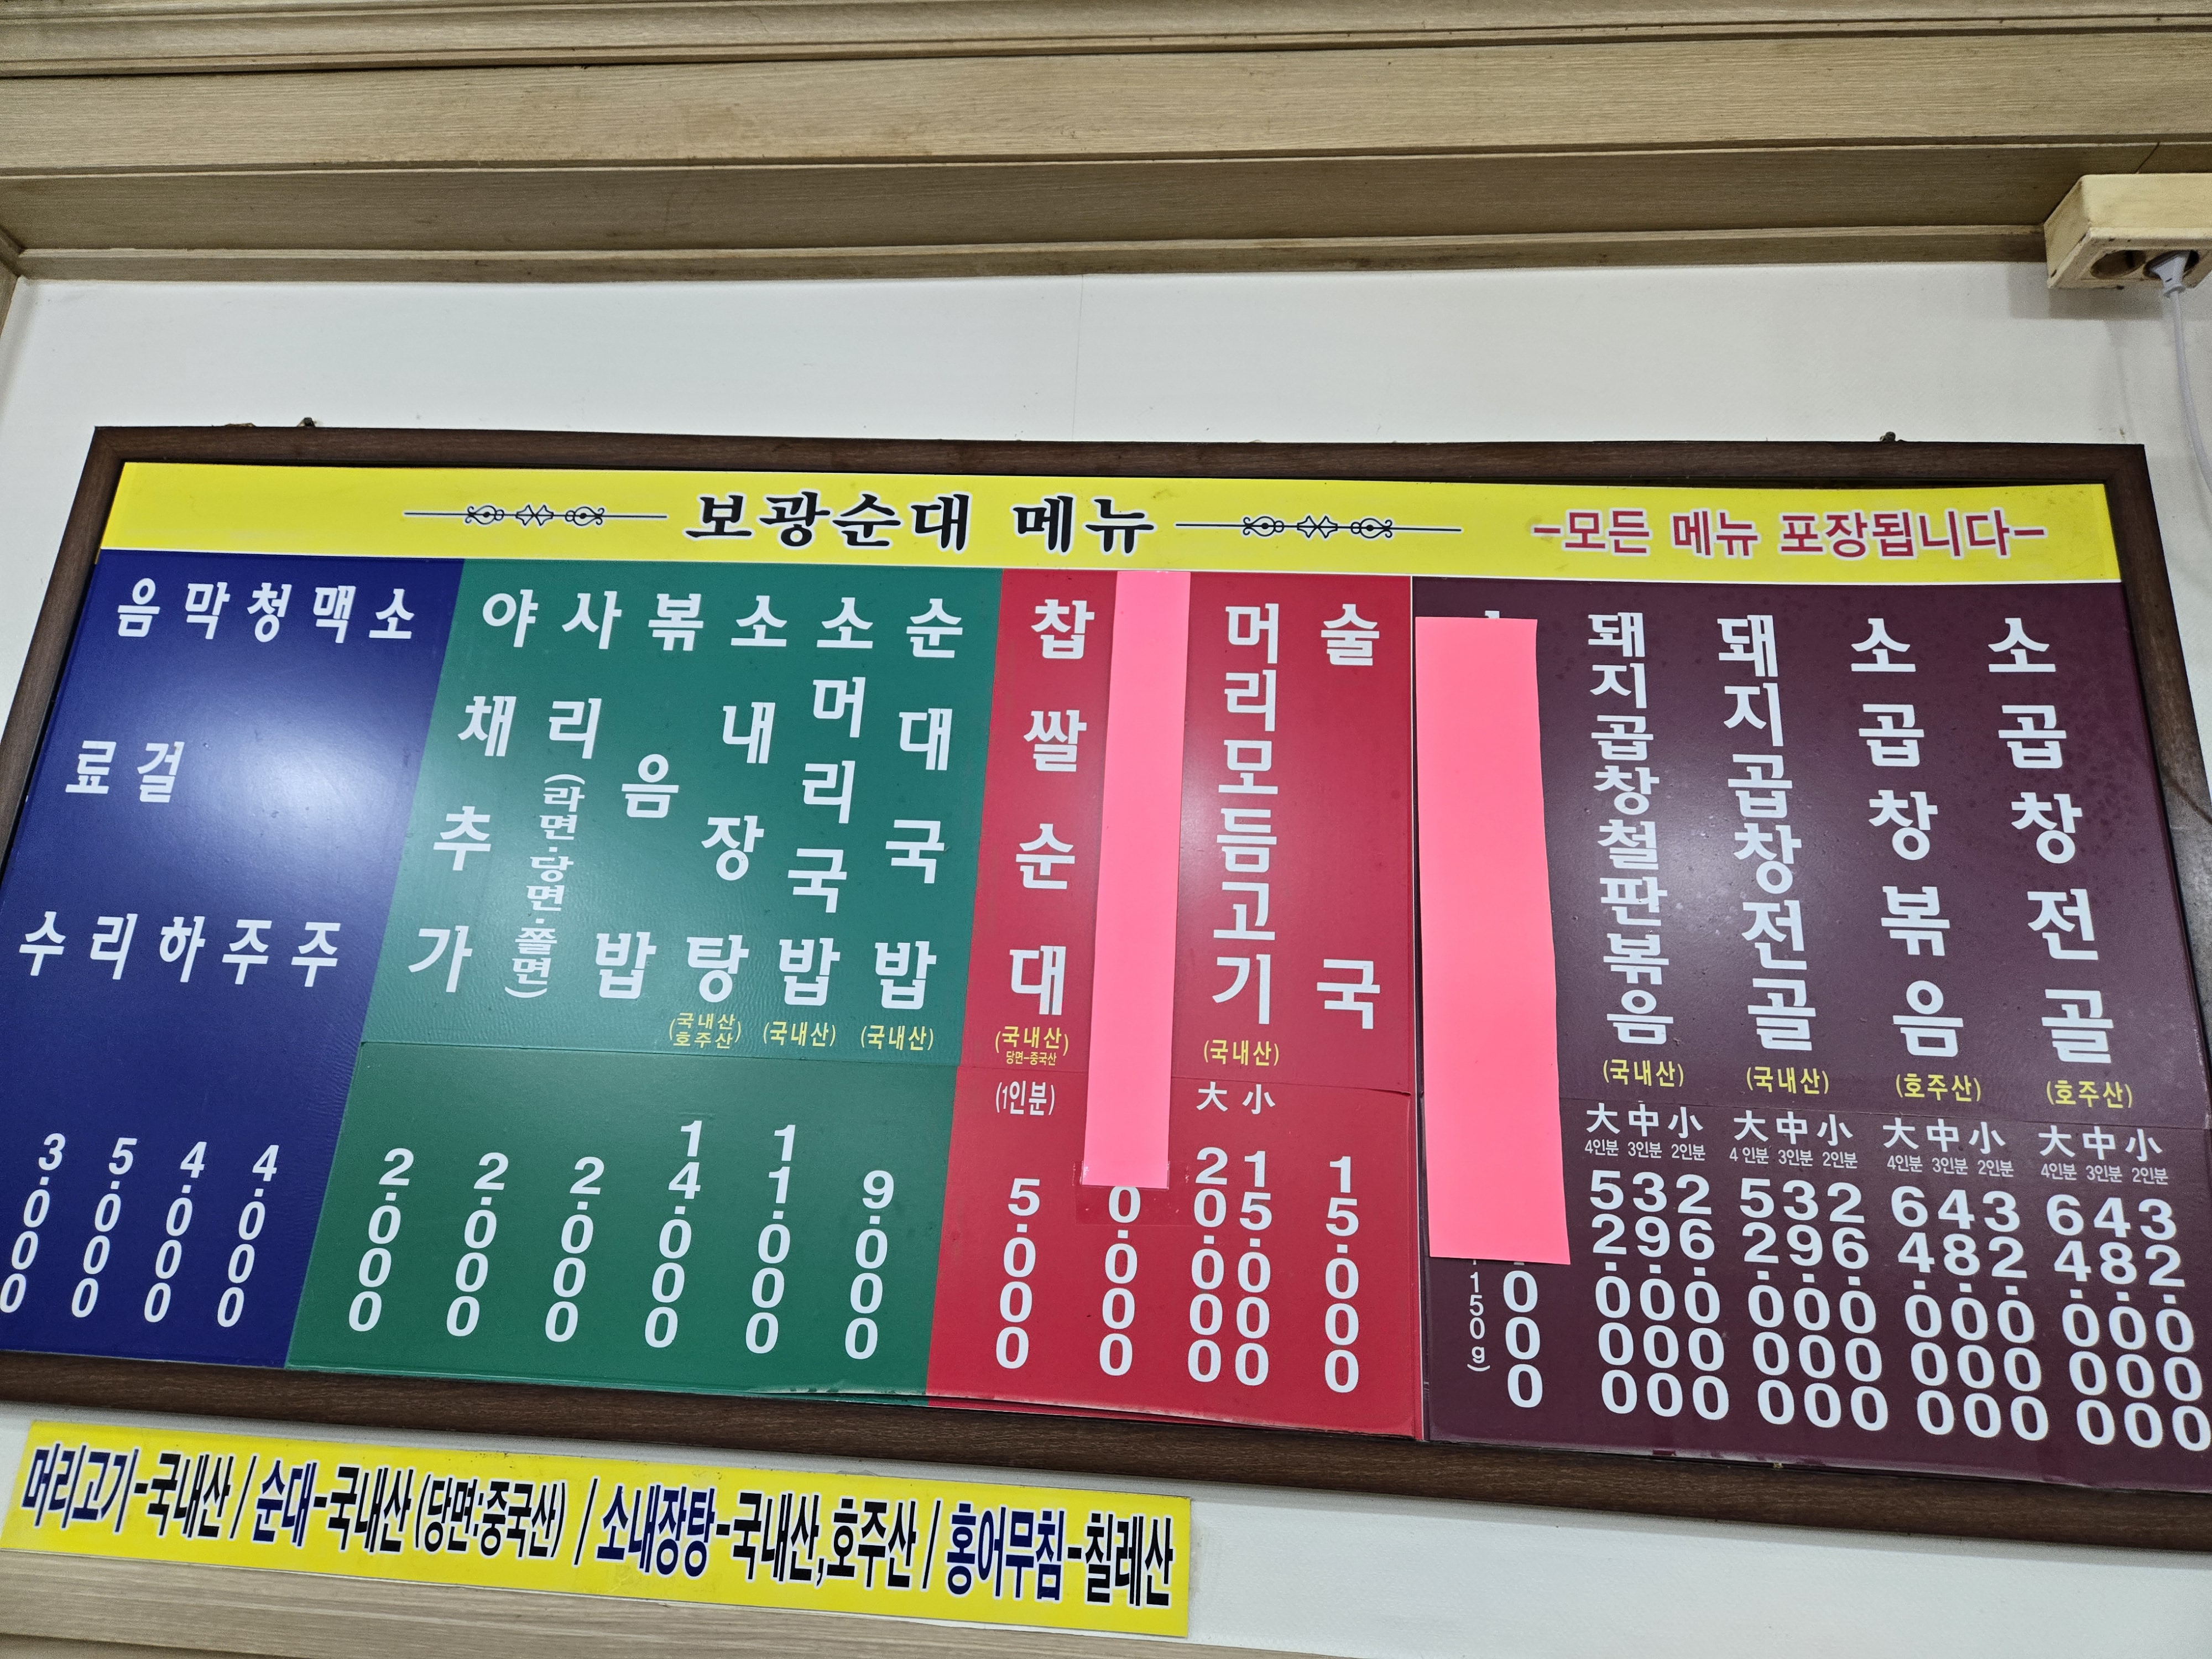 보광순대 메뉴
-모든 메뉴 포장됩니다-
소곱창전골
(호주산)
大 中 小
4인분 3인분 2인분
64.000 48.000 32.000
소곱창볶음
(호주산)
大 中 小
4인분 3인분 2인분
64.000 48.000 32.000
돼지곱창전골
(국내산)
大 中 小
4인분 3인분 2인분
52.000 39.000 26.000
돼지곱창철판볶음
(국내산)
大 中 小
4인분 3인분 2인분
52.000 39.000 26.000
000
150g)
술국
15.000
머리모듬고기
(국내산)
大 小
20.000 15.000
0.000
찹쌀순대
(국내산)
당면-중국산
(1인분)
5.000
순대국밥
(국내산)
9.000
소머리국밥
(국내산)
11.000
소내장탕
(국내산
호주산)
14.000
볶음밥
2.000
사리(라면·당면·쫄면)
2.000
야채추가
2.000
소주
4.000
맥주
4.000
청하
5.000
막걸리
3.000
음료수
머리고기-국내산 / 순대-국내산 (당면:중국산) / 소내장탕-국내산,호주산 / 홍어무침-칠레산